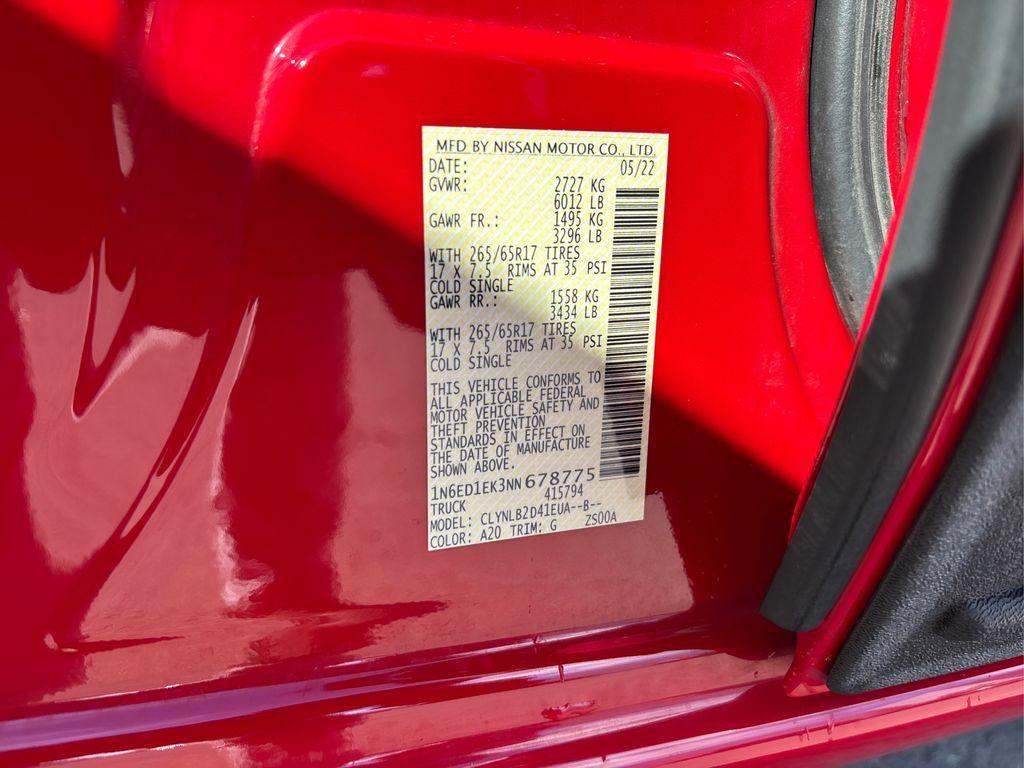 MFD BY NISSAN MOTOR CO., LTD.
DATE: 05/22
GVWR: 2727 KG
6012 LB
GAWR FR.: 1495 KG
3296 LB
WITH 265/65R17 TIRES
17 X 7.5 RIMS AT 35 PSI
COLD SINGLE
GAWR RR.: 1558 KG
3434 LB
WITH 265/65R17 TIRES
17 X 7.5 RIMS AT 35 PSI
COLD SINGLE
THIS VEHICLE CONFORMS TO
ALL APPLICABLE FEDERAL
MOTOR VEHICLE SAFETY AND
THEFT PREVENTION
STANDARDS IN EFFECT ON
THE DATE OF MANUFACTURE
SHOWN ABOVE.
1N6ED1EK3NN678775
TRUCK 415794
MODEL: CLYNLB2D41EUA--B--
COLOR: A20 TRIM: G ZS00A